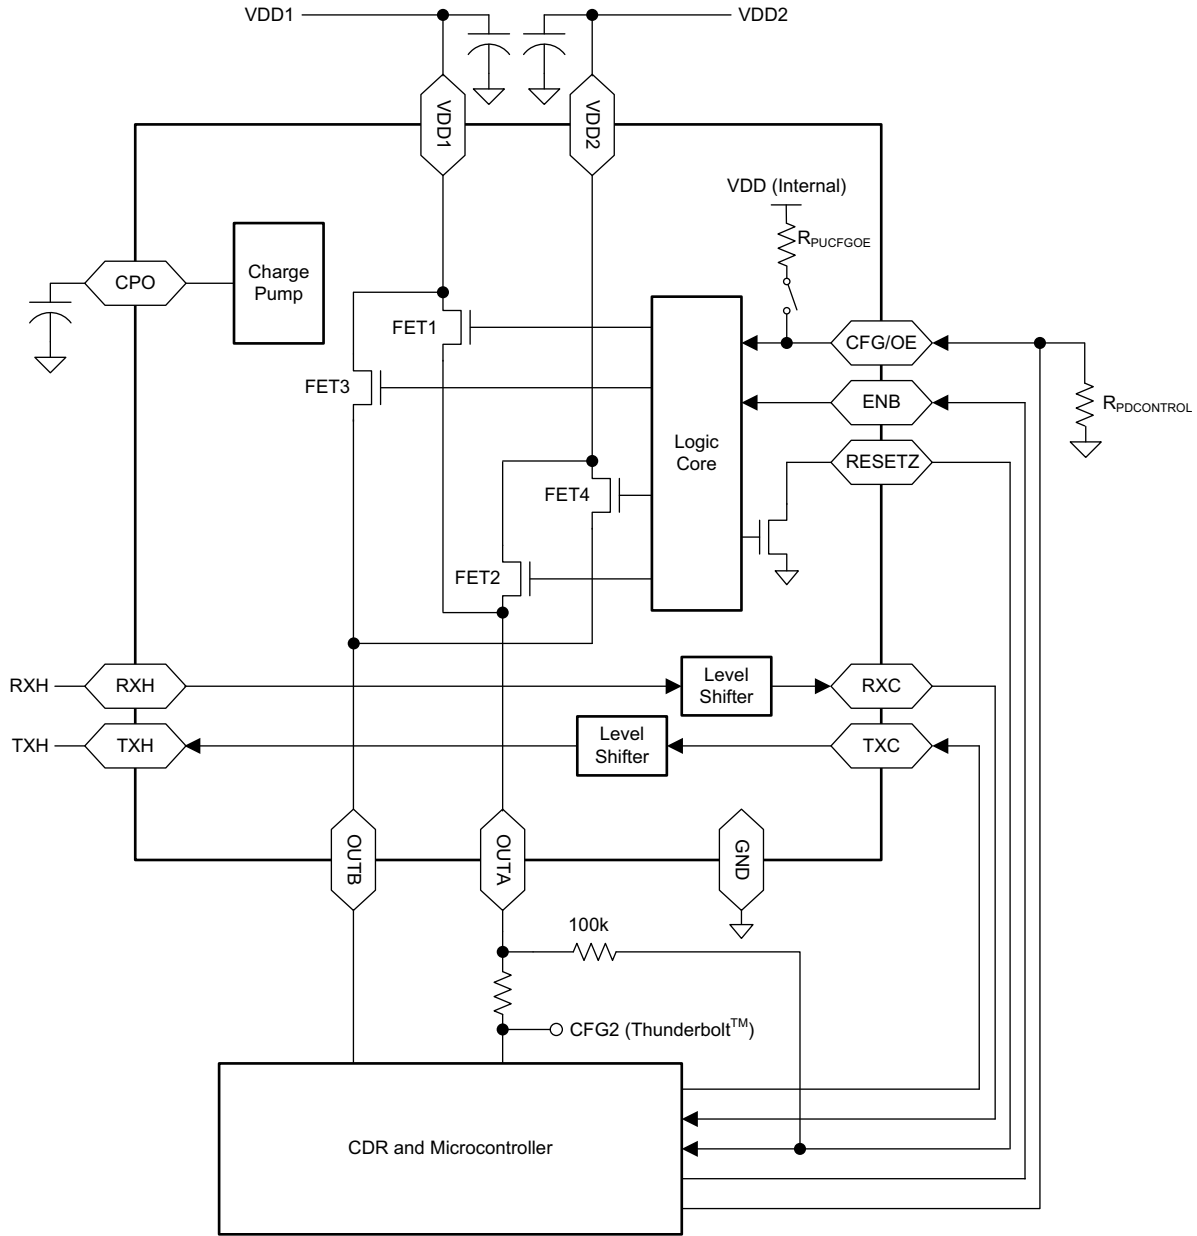 VDD1
VDD2
VDD1
VDD2
VDD (Internal)
RPUCFGOE
CPO
Charge
Pump
FET1
FET3
CFG/OE
ENB
RPDCONTROL
Logic
Core
RESETZ
FET4
FET2
RXH
RXH
Level
Shifter
RXC
TXH
TXH
Level
Shifter
TXC
OUTB
OUTA
GND
100k
CFG2 (Thunderbolt™)
CDR and Microcontroller